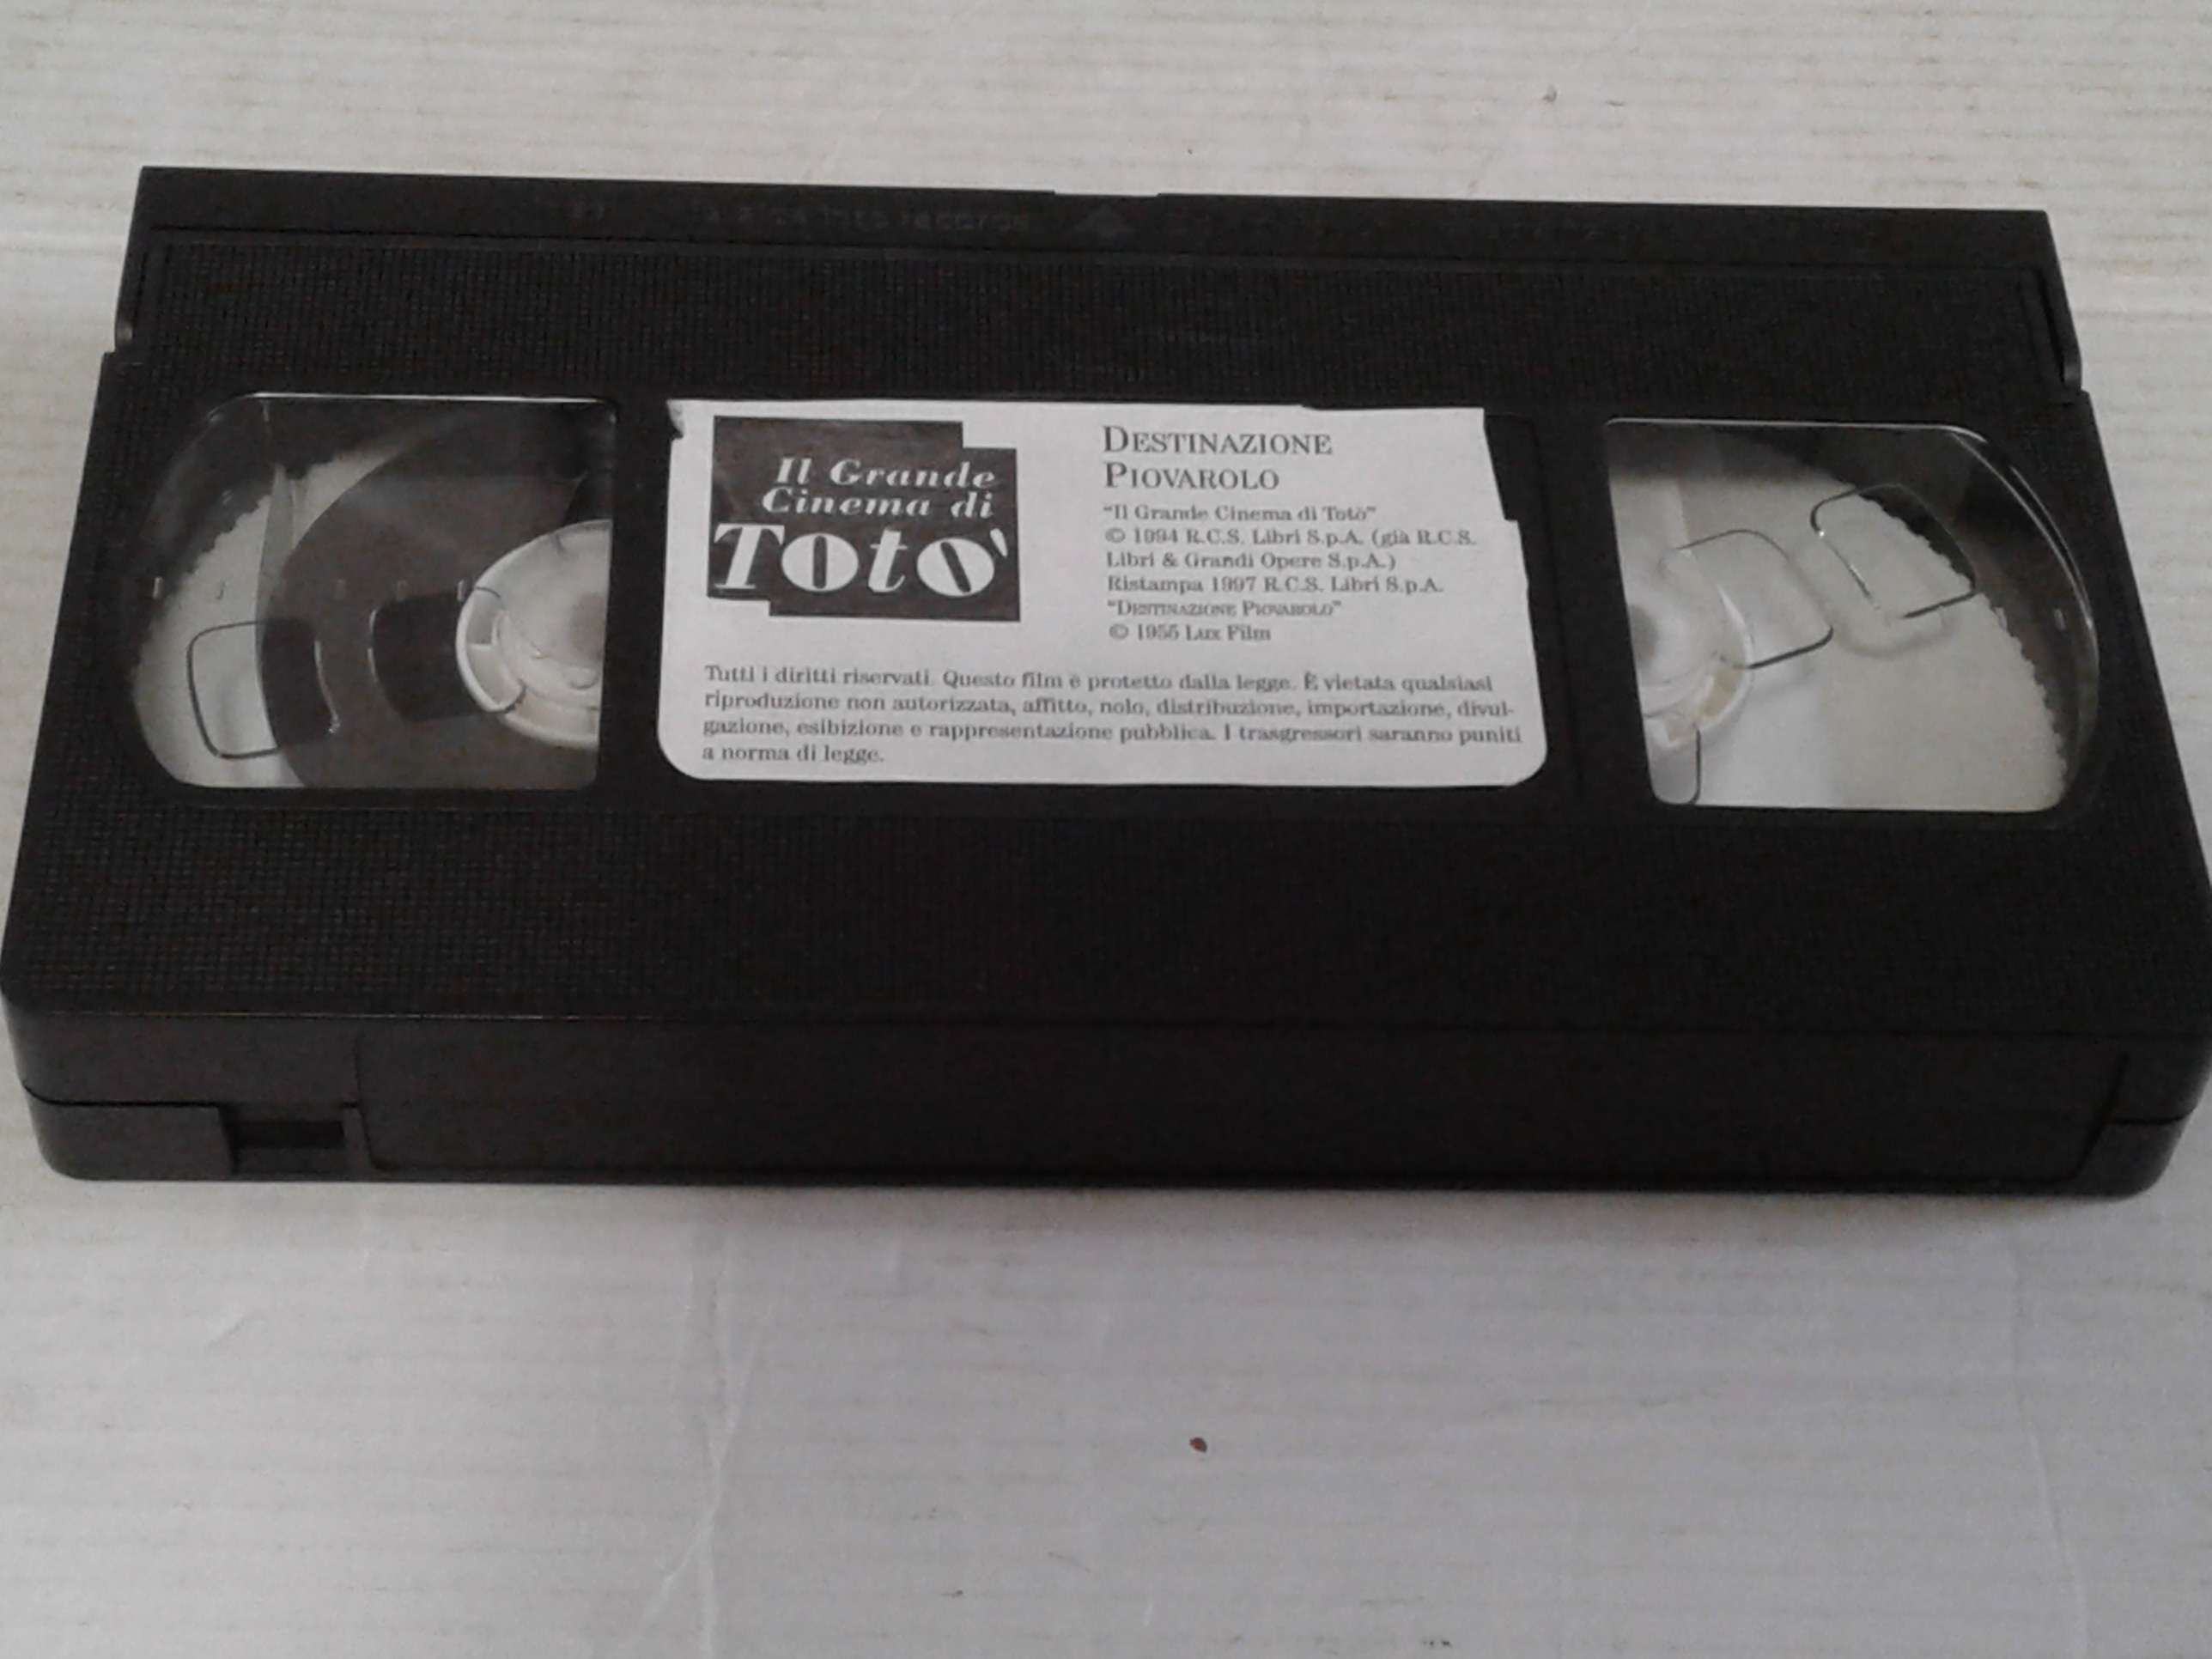 Il Grande
Cinema di
Totò
DESTINAZIONE
PIOVAROLO
"Il Grande Cinema di Totò"
© 1994 R.C.S. Libri S.p.A. (già R.C.S.
Libri & Grandi Opere S.p.A.)
Ristampa 1997 R.C.S. Libri S.p.A.
"DESTINAZIONE PIOVAROLO"
© 1955 Lux Film
Tutti i diritti riservati. Questo film è protetto dalla legge. È vietata qualsiasi
riproduzione non autorizzata, affitto, nolo, distribuzione, importazione, divul-
gazione, esibizione e rappresentazione pubblica. I trasgressori saranno puniti
a norma di legge.